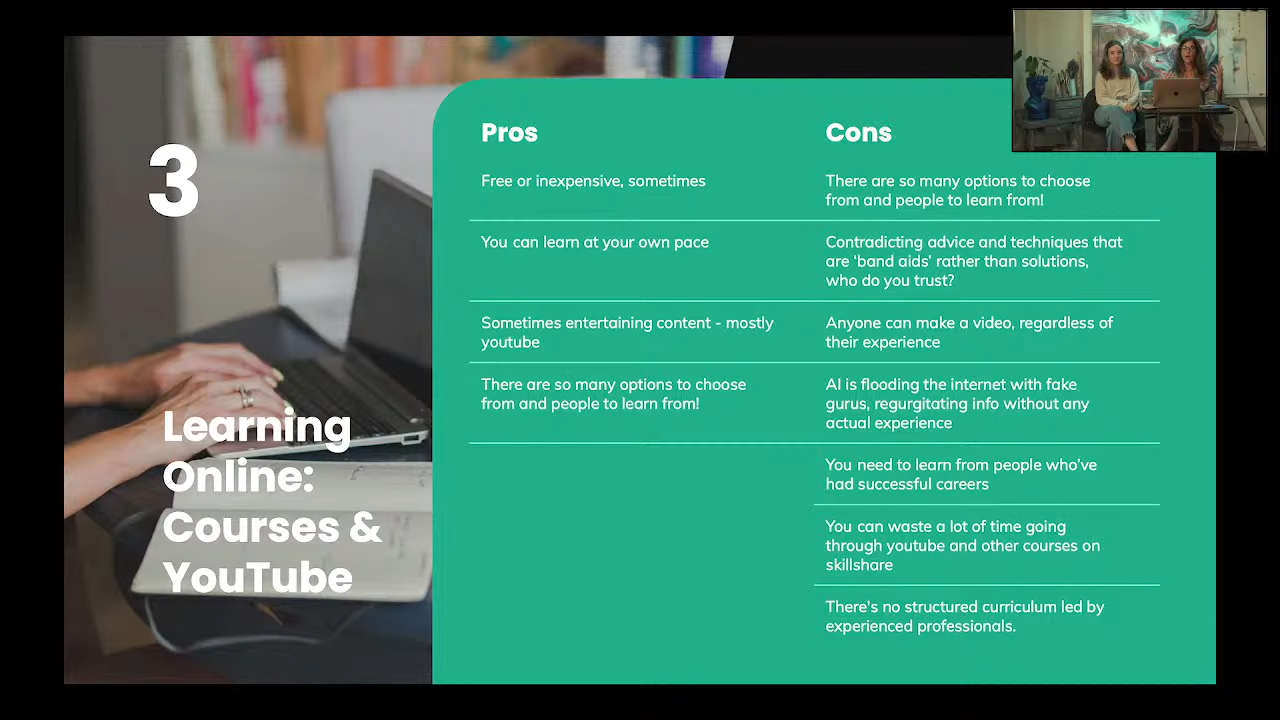 3
Learning
Online:
Courses &
YouTube
Pros
Free or inexpensive, sometimes
You can learn at your own pace
Sometimes entertaining content - mostly
youtube
There are so many options to choose
from and people to learn from!
Cons
There are so many options to choose
from and people to learn from!
Contradicting advice and techniques that
are 'band aids' rather than solutions,
who do you trust?
Anyone can make a video, regardless of
their experience
AI is flooding the internet with fake
gurus, regurgitating info without any
actual experience
You need to learn from people who've
had successful careers
You can waste a lot of time going
through youtube and other courses on
skillshare
There's no structured curriculum led by
experienced professionals.